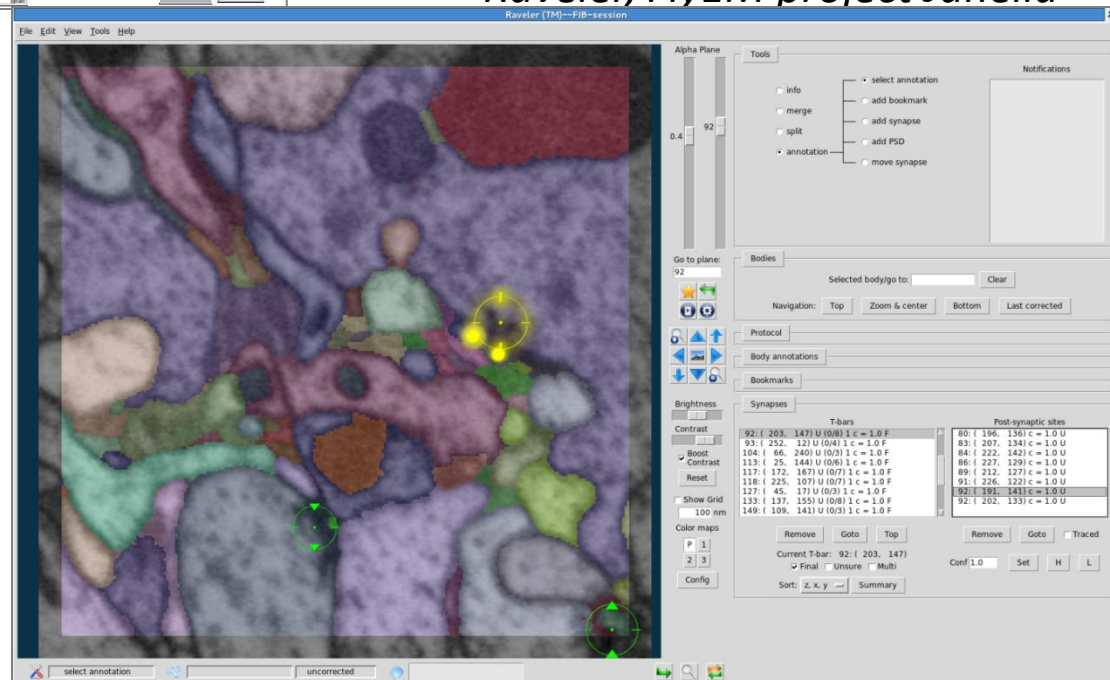 Raveler, FlyEM project Janelia
Raveler (TM)--FIB-session
File Edit View Tools Help
Alpha Plane
0.4
92
Tools
Notifications
info
merge
split
annotation
select annotation
add bookmark
add synapse
add PSD
move synapse
Go to plane:
92
Bodies
Selected body/go to:
Clear
Navigation:
Top
Zoom & center
Bottom
Last corrected
Protocol
Body annotations
Bookmarks
Brightness
Contrast
Boost
Contrast
Reset
Show Grid
100 nm
Color maps
P 1
2 3
Config
Synapses
T-bars
92: ( 203, 147) U (0/8) 1 c = 1.0 F
93: ( 252, 12) U (0/4) 1 c = 1.0 F
104: ( 66, 240) U (0/3) 1 c = 1.0 F
113: ( 25, 144) U (0/6) 1 c = 1.0 F
117: ( 172, 167) U (0/7) 1 c = 1.0 F
118: ( 225, 107) U (0/7) 1 c = 1.0 F
127: ( 45, 17) U (0/3) 1 c = 1.0 F
133: ( 137, 155) U (0/8) 1 c = 1.0 F
149: ( 109, 141) U (0/3) 1 c = 1.0 F
Post-synaptic sites
80: ( 196, 136) c = 1.0 U
83: ( 207, 134) c = 1.0 U
84: ( 222, 142) c = 1.0 U
86: ( 227, 129) c = 1.0 U
89: ( 212, 127) c = 1.0 U
91: ( 226, 122) c = 1.0 U
92: ( 191, 141) c = 1.0 U
92: ( 202, 133) c = 1.0 U
Remove
Goto
Top
Remove
Goto
Traced
Current T-bar: 92: ( 203, 147)
Final
Unsure
Multi
Conf 1.0
Set
H
L
Sort: z, x, y
Summary
select annotation
uncorrected